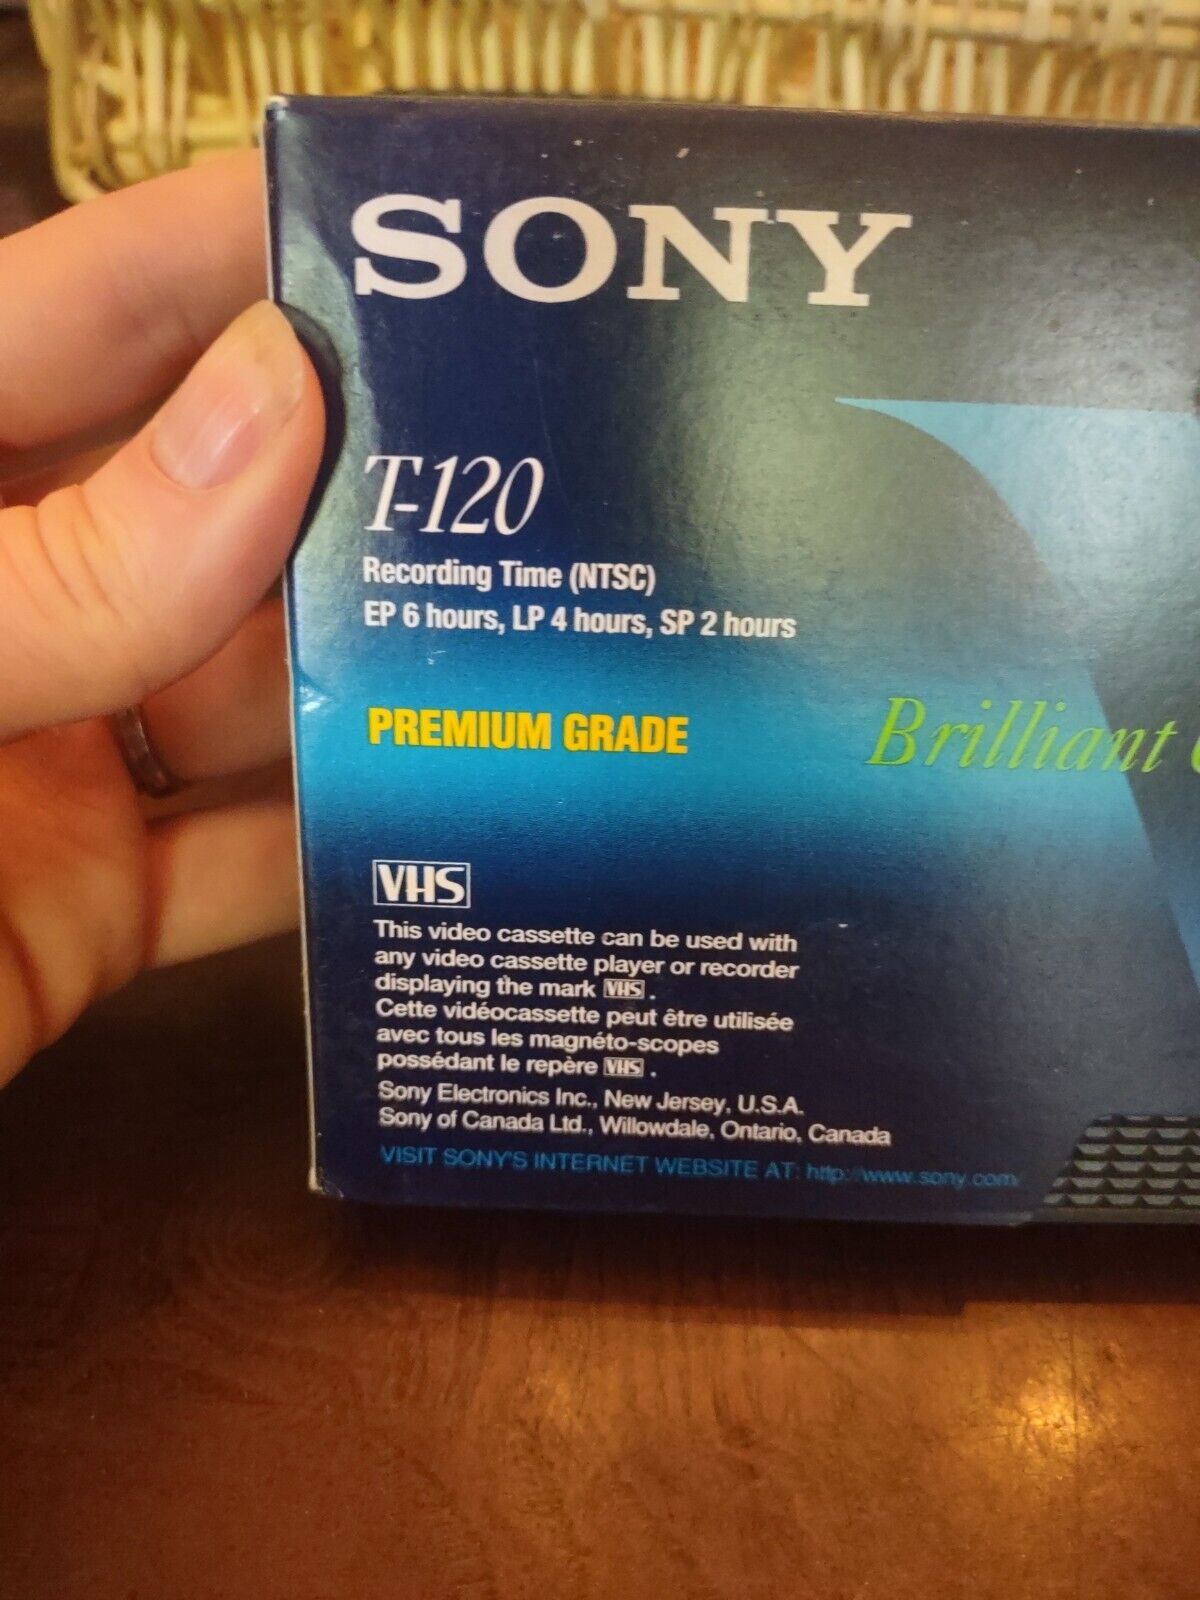 SONY
T-120
Recording Time (NTSC)
EP 6 hours, LP 4 hours, SP 2 hours
PREMIUM GRADE
Brilliant
VHS
This video cassette can be used with
any video cassette player or recorder
displaying the mark VHS .
Cette vidéocassette peut être utilisée
avec tous les magnéto-scopes
possédant le repère VHS .
Sony Electronics Inc., New Jersey, U.S.A.
Sony of Canada Ltd., Willowdale, Ontario, Canada
VISIT SONY'S INTERNET WEBSITE AT: http://www.sony.com